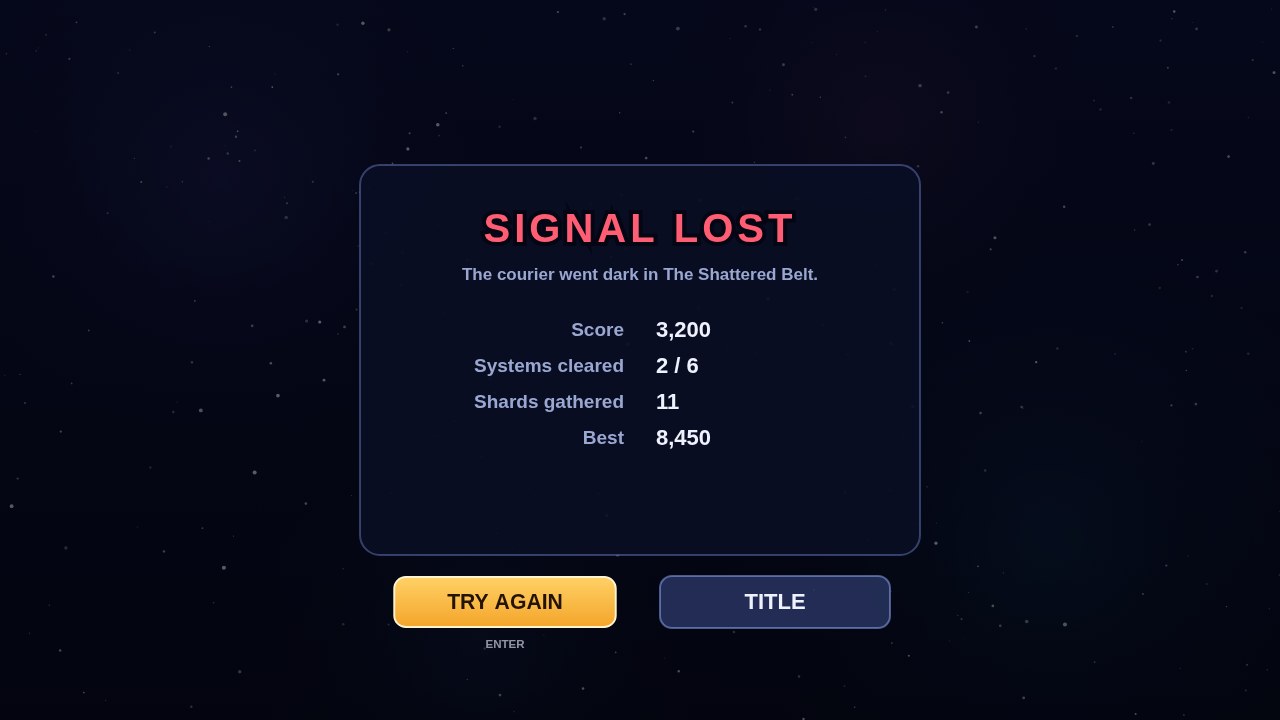 SIGNAL LOST
The courier went dark in The Shattered Belt.
Score 3,200
Systems cleared 2 / 6
Shards gathered 11
Best 8,450
TRY AGAIN TITLE
ENTER